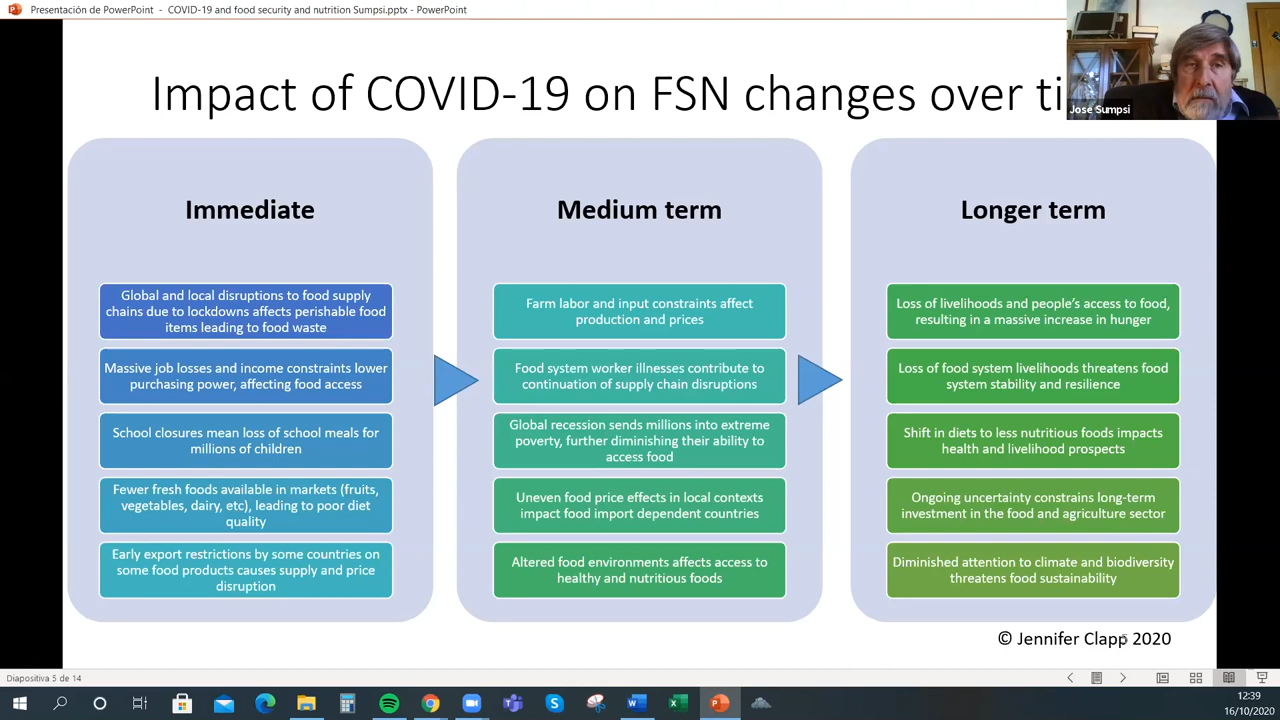 Presentación de PowerPoint - COVID-19 and food security and nutrition Sumpsi.pptx - PowerPoint
Impact of COVID-19 on FSN changes over ti
Jose Sumpsi
Immediate
Global and local disruptions to food supply
chains due to lockdowns affects perishable food
items leading to food waste
Massive job losses and income constraints lower
purchasing power, affecting food access
School closures mean loss of school meals for
millions of children
Fewer fresh foods available in markets (fruits,
vegetables, dairy, etc), leading to poor diet
quality
Early export restrictions by some countries on
some food products causes supply and price
disruption
Medium term
Farm labor and input constraints affect
production and prices
Food system worker illnesses contribute to
continuation of supply chain disruptions
Global recession sends millions into extreme
poverty, further diminishing their ability to
access food
Uneven food price effects in local contexts
impact food import dependent countries
Altered food environments affects access to
healthy and nutritious foods
Longer term
Loss of livelihoods and people's access to food,
resulting in a massive increase in hunger
Loss of food system livelihoods threatens food
system stability and resilience
Shift in diets to less nutritious foods impacts
health and livelihood prospects
Ongoing uncertainty constrains long-term
investment in the food and agriculture sector
Diminished attention to climate and biodiversity
threatens food sustainability
© Jennifer Clapp 2020
5
Diapositiva 5 de 14
12:39
16/10/2020